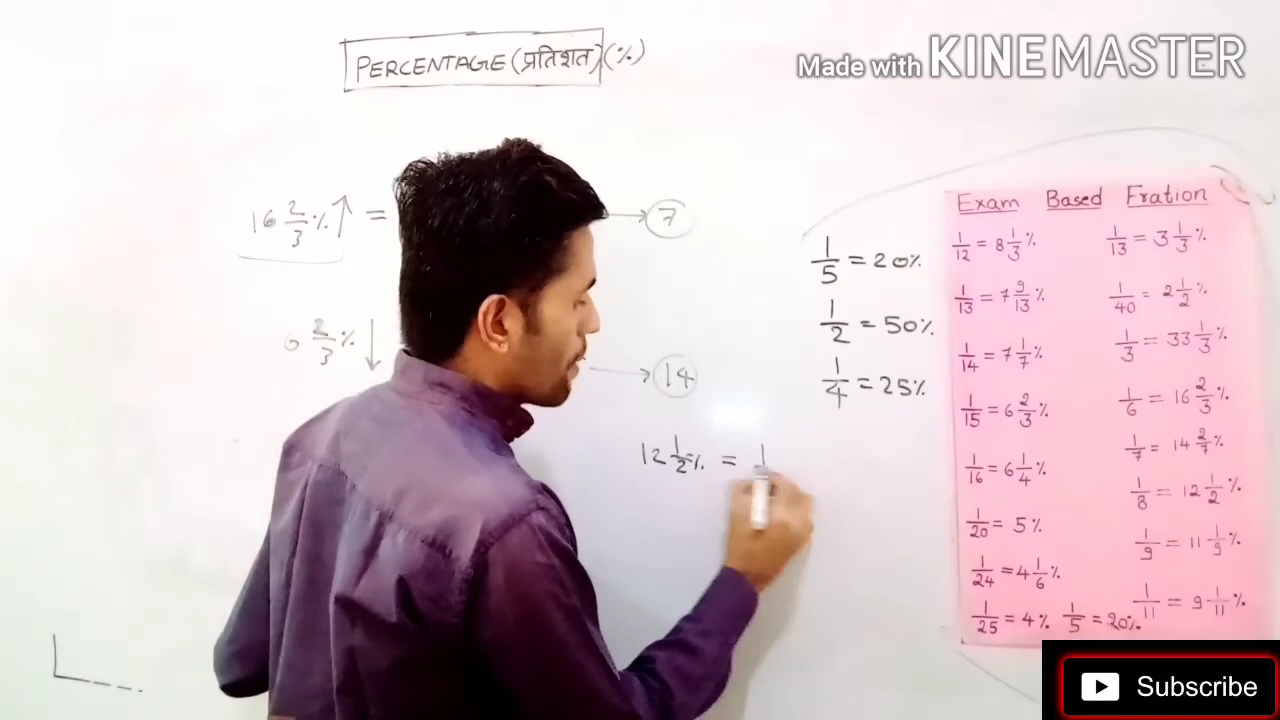 PERCENTAGE (प्रतिशत) (%)
Made with KINEMASTER
16 2/3 % ↑ = → 7
6 2/3 % ↓ → 14
12 1/2 % = 1
1/5 = 20%
1/2 = 50%
1/4 = 25%
Exam Based Fration
1/12 = 8 1/3 %
1/13 = 7 9/13 %
1/14 = 7 1/7 %
1/15 = 6 2/3 %
1/16 = 6 1/4 %
1/20 = 5 %
1/24 = 4 1/6 %
1/25 = 4 % 1/5 = 20%
1/13 = 3 1/3 %
1/40 = 2 1/2 %
1/3 = 33 1/3 %
1/6 = 16 2/3 %
1/7 = 14 2/7 %
1/8 = 12 1/2 %
1/9 = 11 1/9 %
1/11 = 9 1/11 %
Subscribe